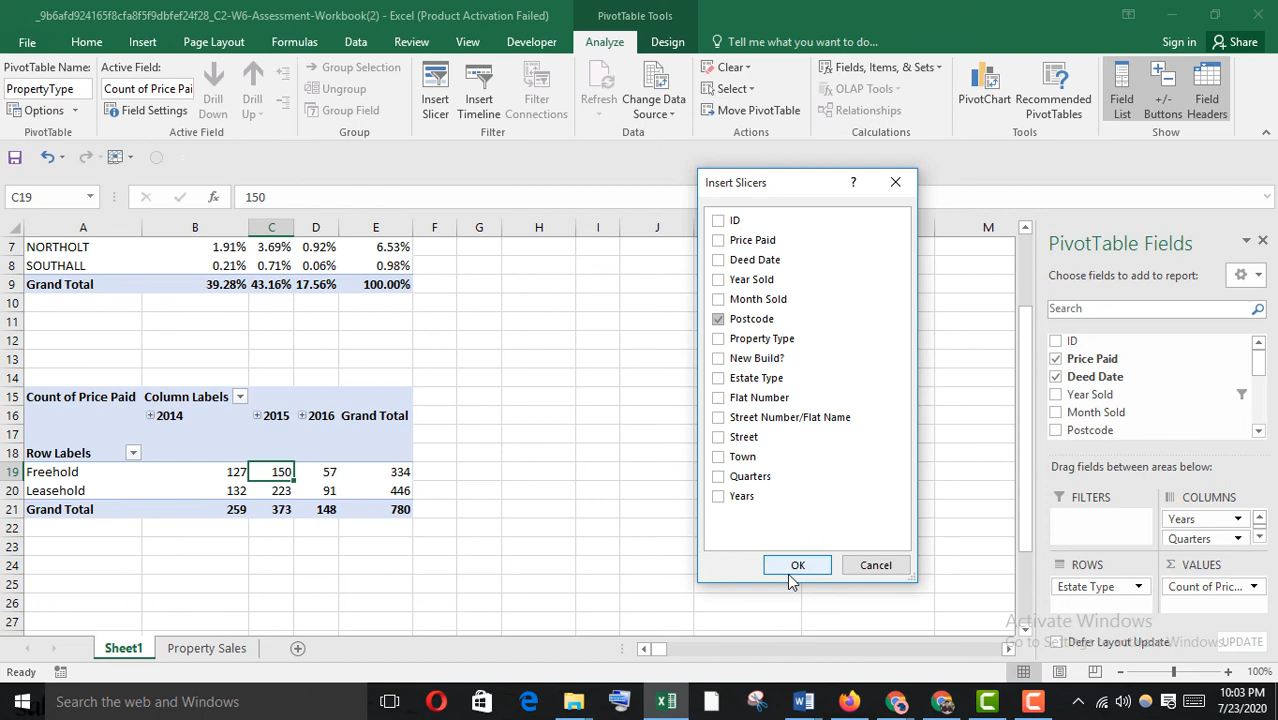 _9b6afd924165f8cfa8f5f9dbfef24f28_C2-W6-Assessment-Workbook(2) - Excel (Product Activation Failed)
PivotTable Tools
File Home Insert Page Layout Formulas Data Review View Developer Analyze Design Tell me what you want to do... Sign in Share
PivotTable Name:
PropertyType
Options
PivotTable
Active Field:
Count of Price Pai
Field Settings
Drill Down
Drill Up
Active Field
Group Selection
Ungroup
Group Field
Group
Insert Slicer
Insert Timeline
Filter Connections
Filter
Refresh
Change Data Source
Data
Clear
Select
Move PivotTable
Actions
Fields, Items, & Sets
OLAP Tools
Relationships
Calculations
PivotChart
Recommended PivotTables
Tools
Field List
+/- Buttons
Field Headers
Show
C19
fx
150
A B C D E F G H I J M
7 NORTHOLT 1.91% 3.69% 0.92% 6.53%
8 SOUTHALL 0.21% 0.71% 0.06% 0.98%
9 Grand Total 39.28% 43.16% 17.56% 100.00%
10
11
12
13
14
15 Count of Price Paid Column Labels
16 2014 2015 2016 Grand Total
17
18 Row Labels
19 Freehold 127 150 57 334
20 Leasehold 132 223 91 446
21 Grand Total 259 373 148 780
22
23
24
25
26
27
Insert Slicers
?
ID
Price Paid
Deed Date
Year Sold
Month Sold
Postcode
Property Type
New Build?
Estate Type
Flat Number
Street Number/Flat Name
Street
Town
Quarters
Years
OK Cancel
PivotTable Fields
Choose fields to add to report:
Search
ID
Price Paid
Deed Date
Year Sold
Month Sold
Postcode
Drag fields between areas below:
FILTERS
COLUMNS
Years
Quarters
ROWS
Estate Type
VALUES
Count of Pric...
Activate Windows
Go to Settings to activate Windows.
Defer Layout Update
UPDATE
Sheet1 Property Sales
Ready
100%
Search the web and Windows
10:03 PM
7/23/2020